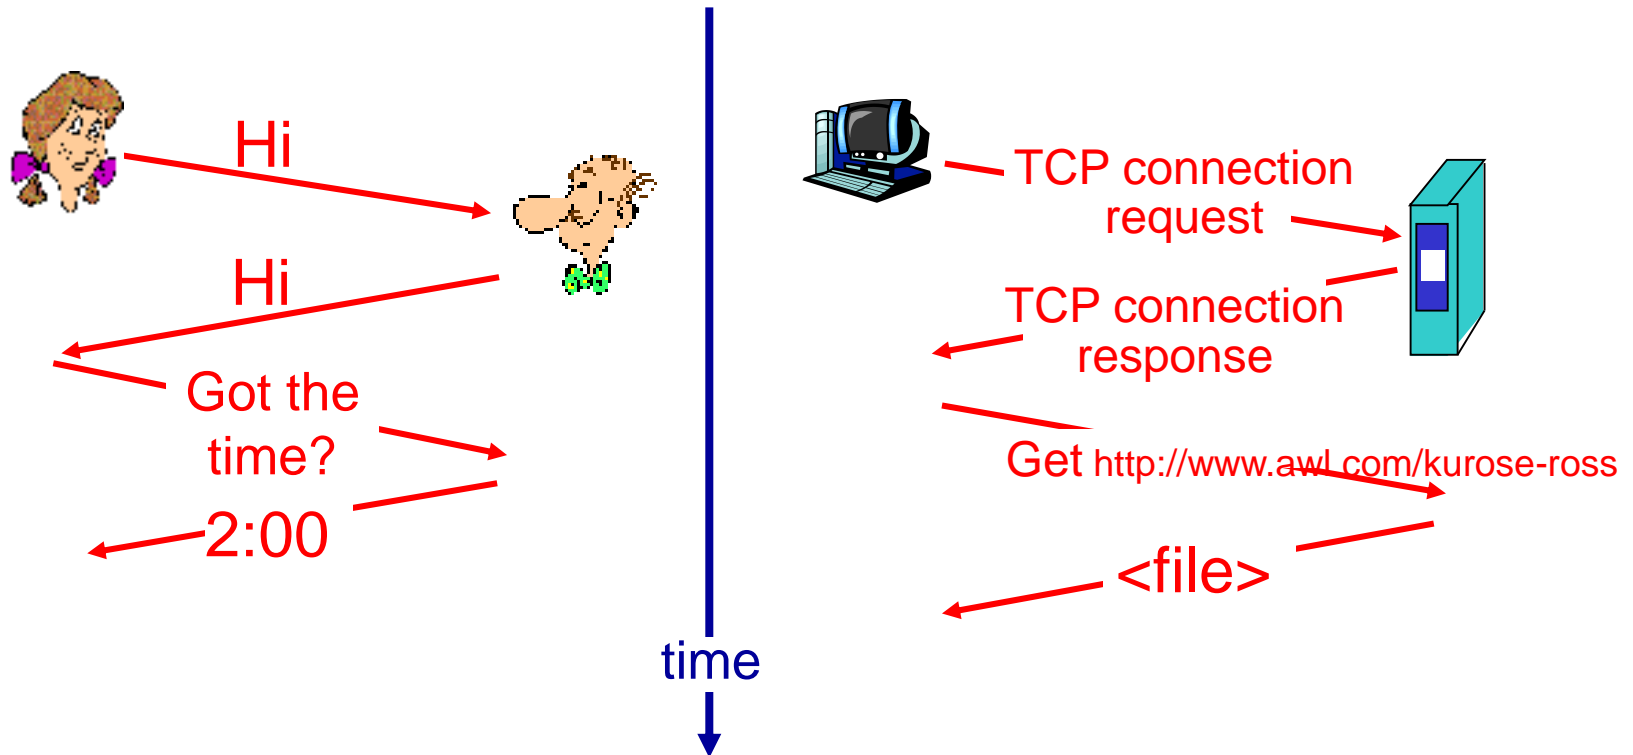 Hi
Hi
Got the
time?
2:00
time
TCP connection
request
TCP connection
response
Get http://www.awl.com/kurose-ross
<file>